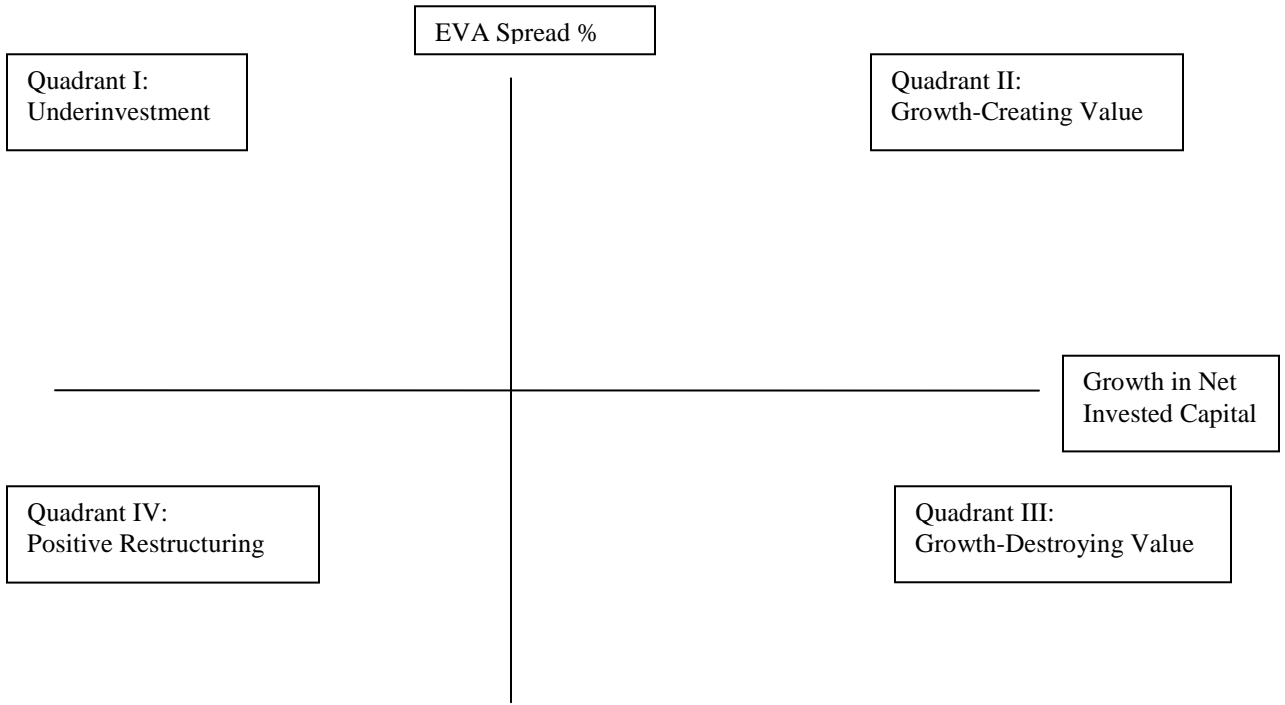 EVA Spread %
Quadrant I:
Underinvestment
Quadrant II:
Growth-Creating Value
Growth in Net
Invested Capital
Quadrant IV:
Positive Restructuring
Quadrant III:
Growth-Destroying Value